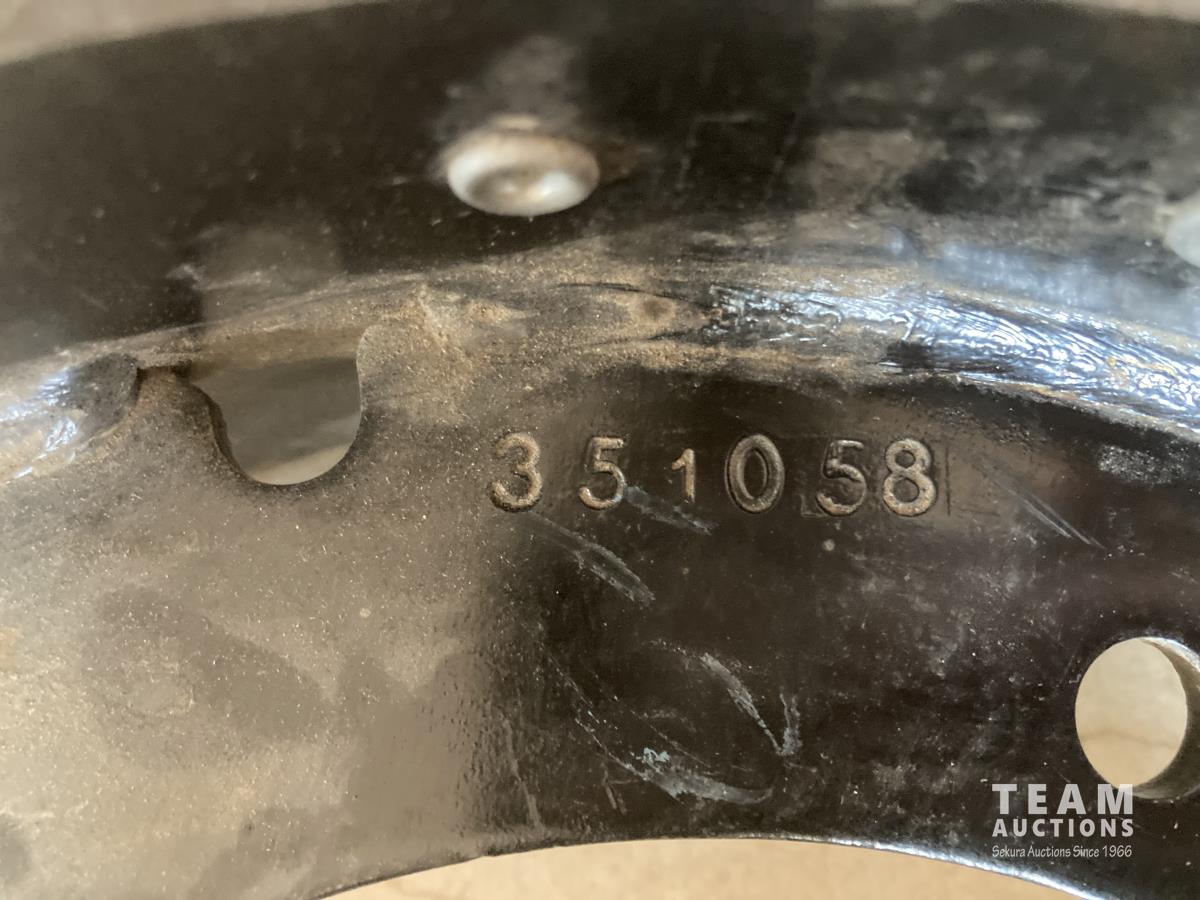 351058
TEAM
AUCTIONS
Sekura Auctions Since 1966